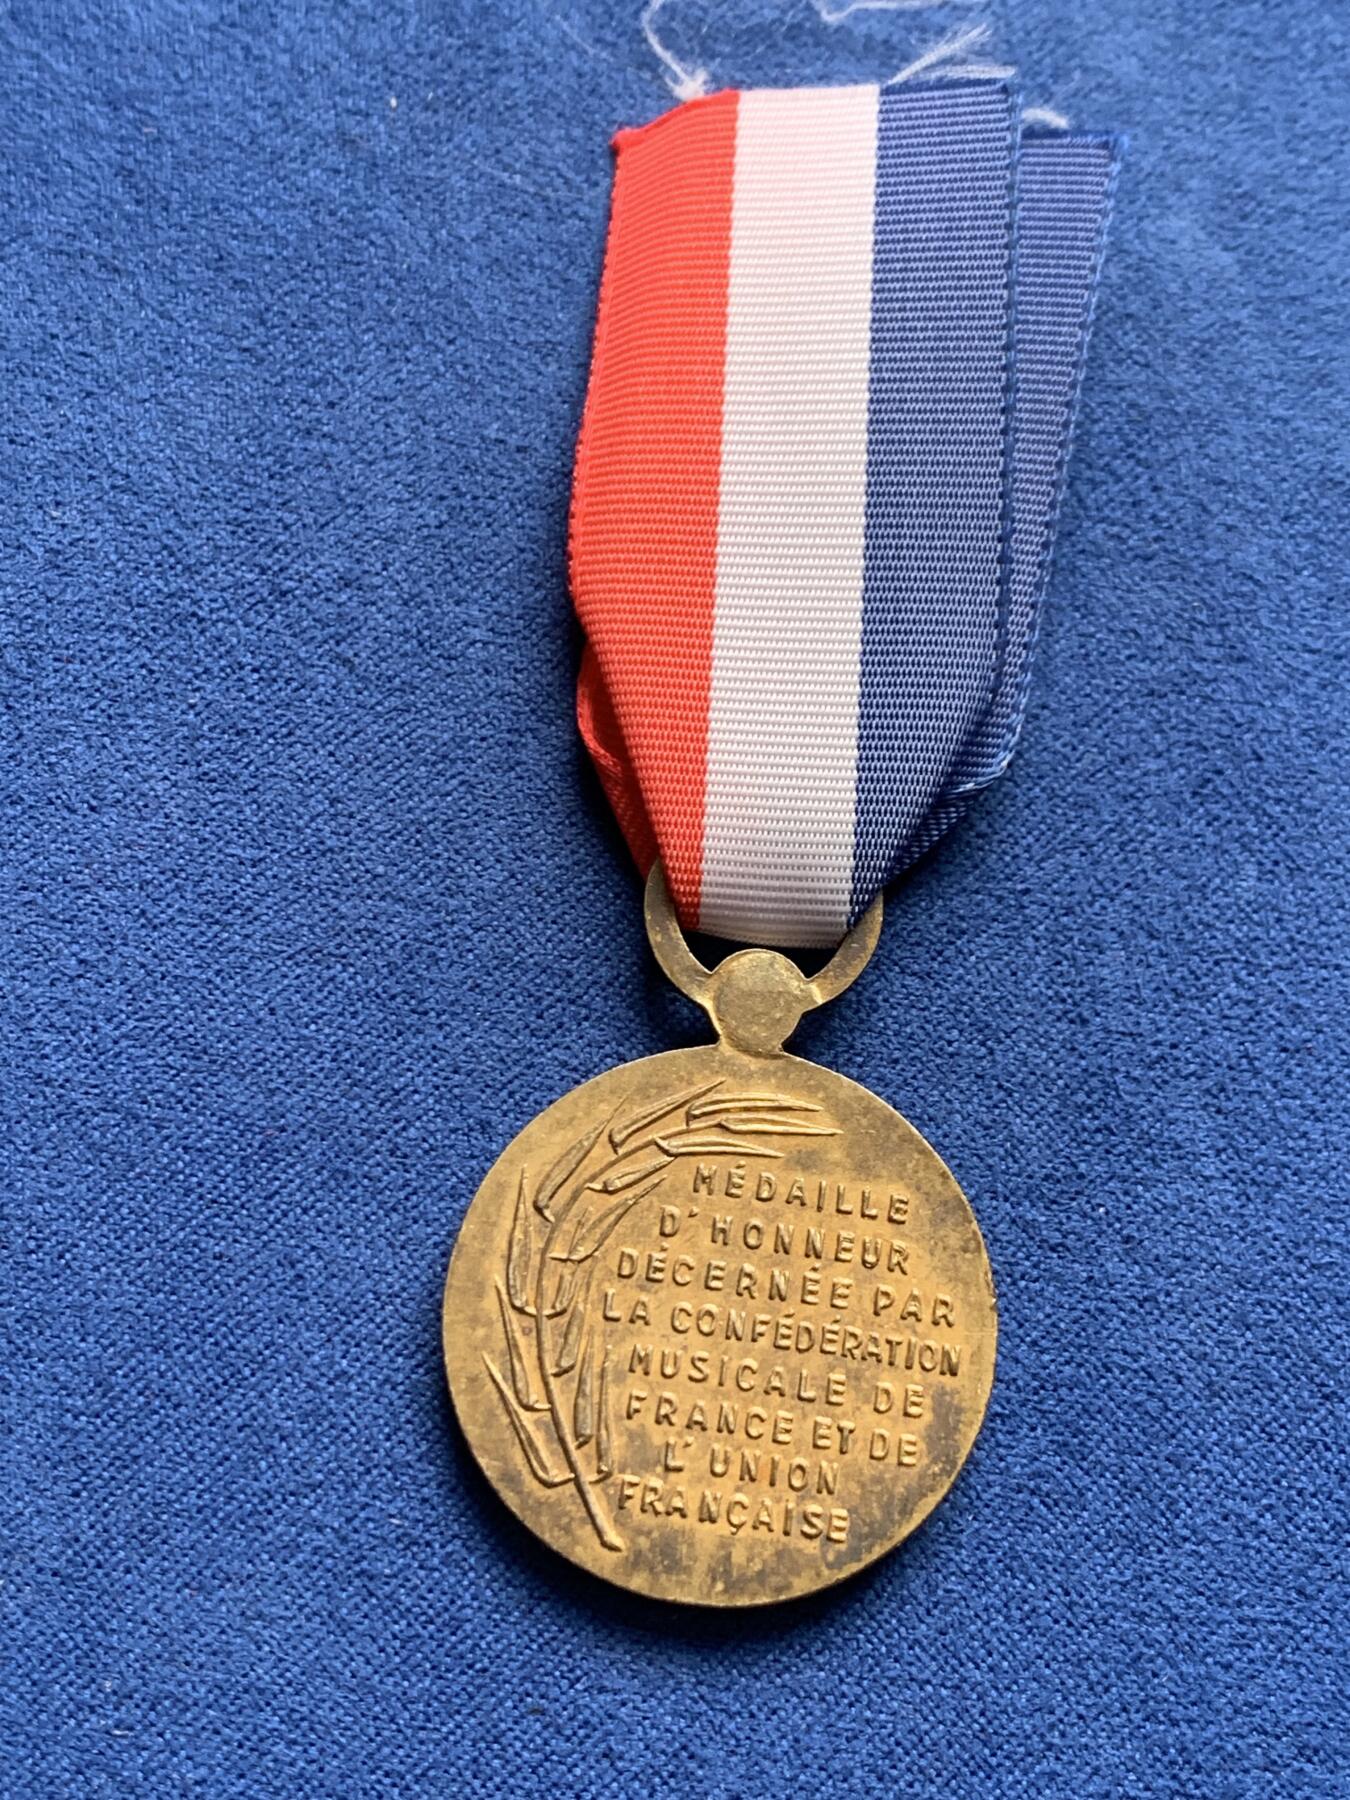 MÉDAILLE
D'HONNEUR
DÉCERNÉE PAR
LA CONFÉDÉRATION
MUSICALE DE
FRANCE ET DE
L'UNION
FRANÇAISE